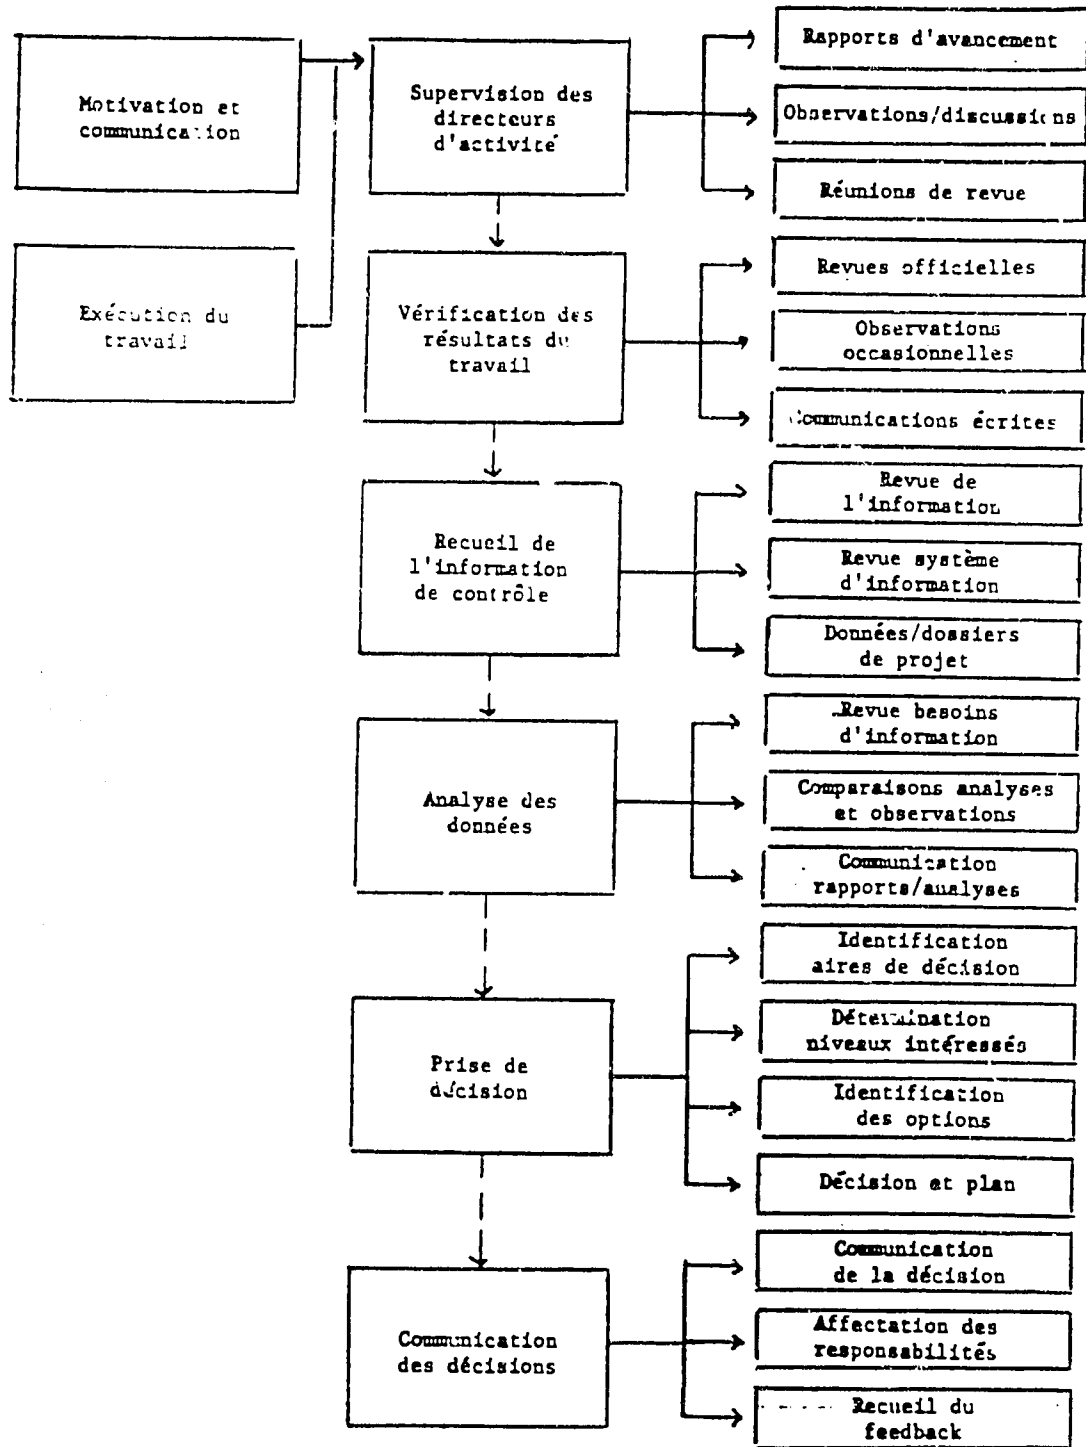 Motivation et
communication
Exécution du
travail
Supervision des
directeurs
d'activité
Rapports d'avancement
Observations/discussions
Réunions de revue
Vérification des
résultats du
travail
Revues officielles
Observations
occasionnelles
Communications écrites
Recueil de
l'information
de contrôle
Revue de
l'information
Revue système
d'information
Données/dossiers
de projet
Analyse des
données
Revue besoins
d'information
Comparaisons analyses
et observations
Communication
rapports/analyses
Prise de
décision
Identification
aires de décision
Détermination
niveaux intéressés
Identification
des options
Décision et plan
Communication
des décisions
Communication
de la décision
Affectation des
responsabilités
Recueil du
feedback